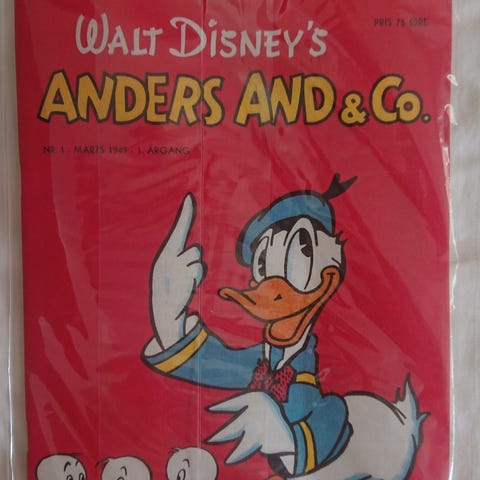 PRIS 75 ØRE
WALT DISNEY'S
ANDERS AND & CO.
NR. 1 - MARTS 1949 - 1. ÅRGANG